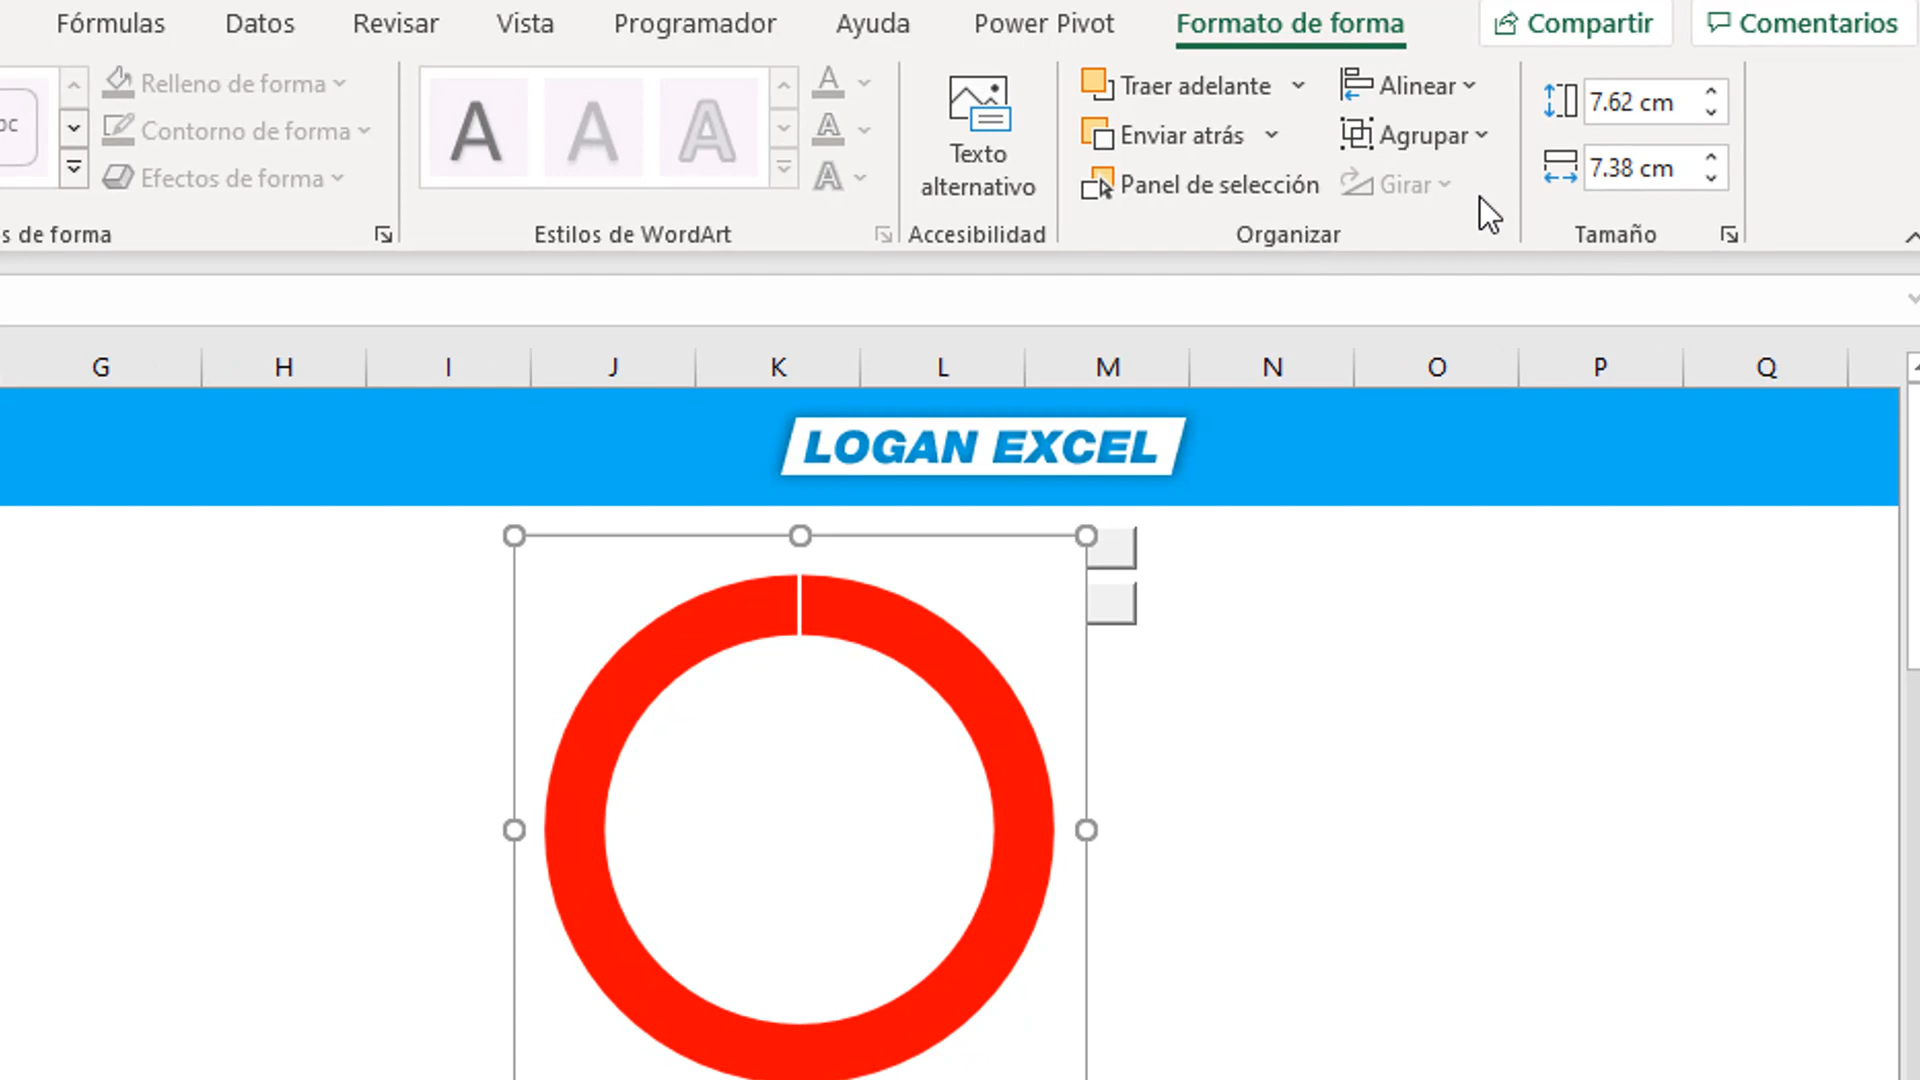 Fórmulas Datos Revisar Vista Programador Ayuda Power Pivot Formato de forma Compartir Comentarios
Relleno de forma
Contorno de forma
Efectos de forma
s de forma
A A A
A
A
A
Estilos de WordArt
Texto
alternativo
Accesibilidad
Traer adelante
Enviar atrás
Panel de selección
Alinear
Agrupar
Girar
Organizar
7.62 cm
7.38 cm
Tamaño
G H I J K L M N O P Q
LOGAN EXCEL